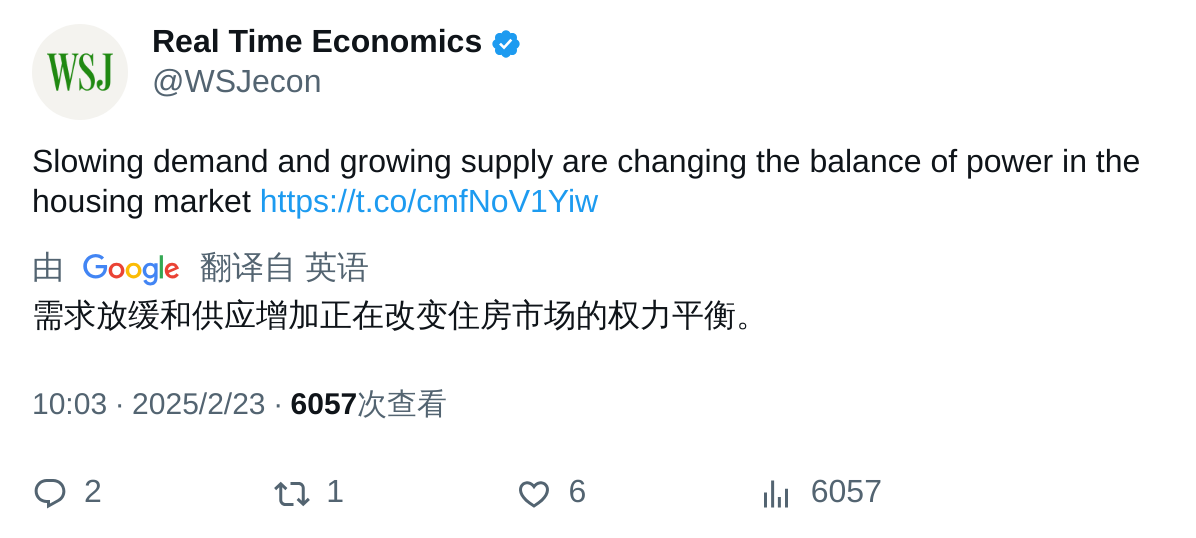 WSJ
Real Time Economics
@WSJecon
Slowing demand and growing supply are changing the balance of power in the
housing market https://t.co/cmfNoV1Yiw
由 Google 翻译自 英语
需求放缓和供应增加正在改变住房市场的权力平衡。
10:03 · 2025/2/23 · 6057次查看
2 1 6 6057